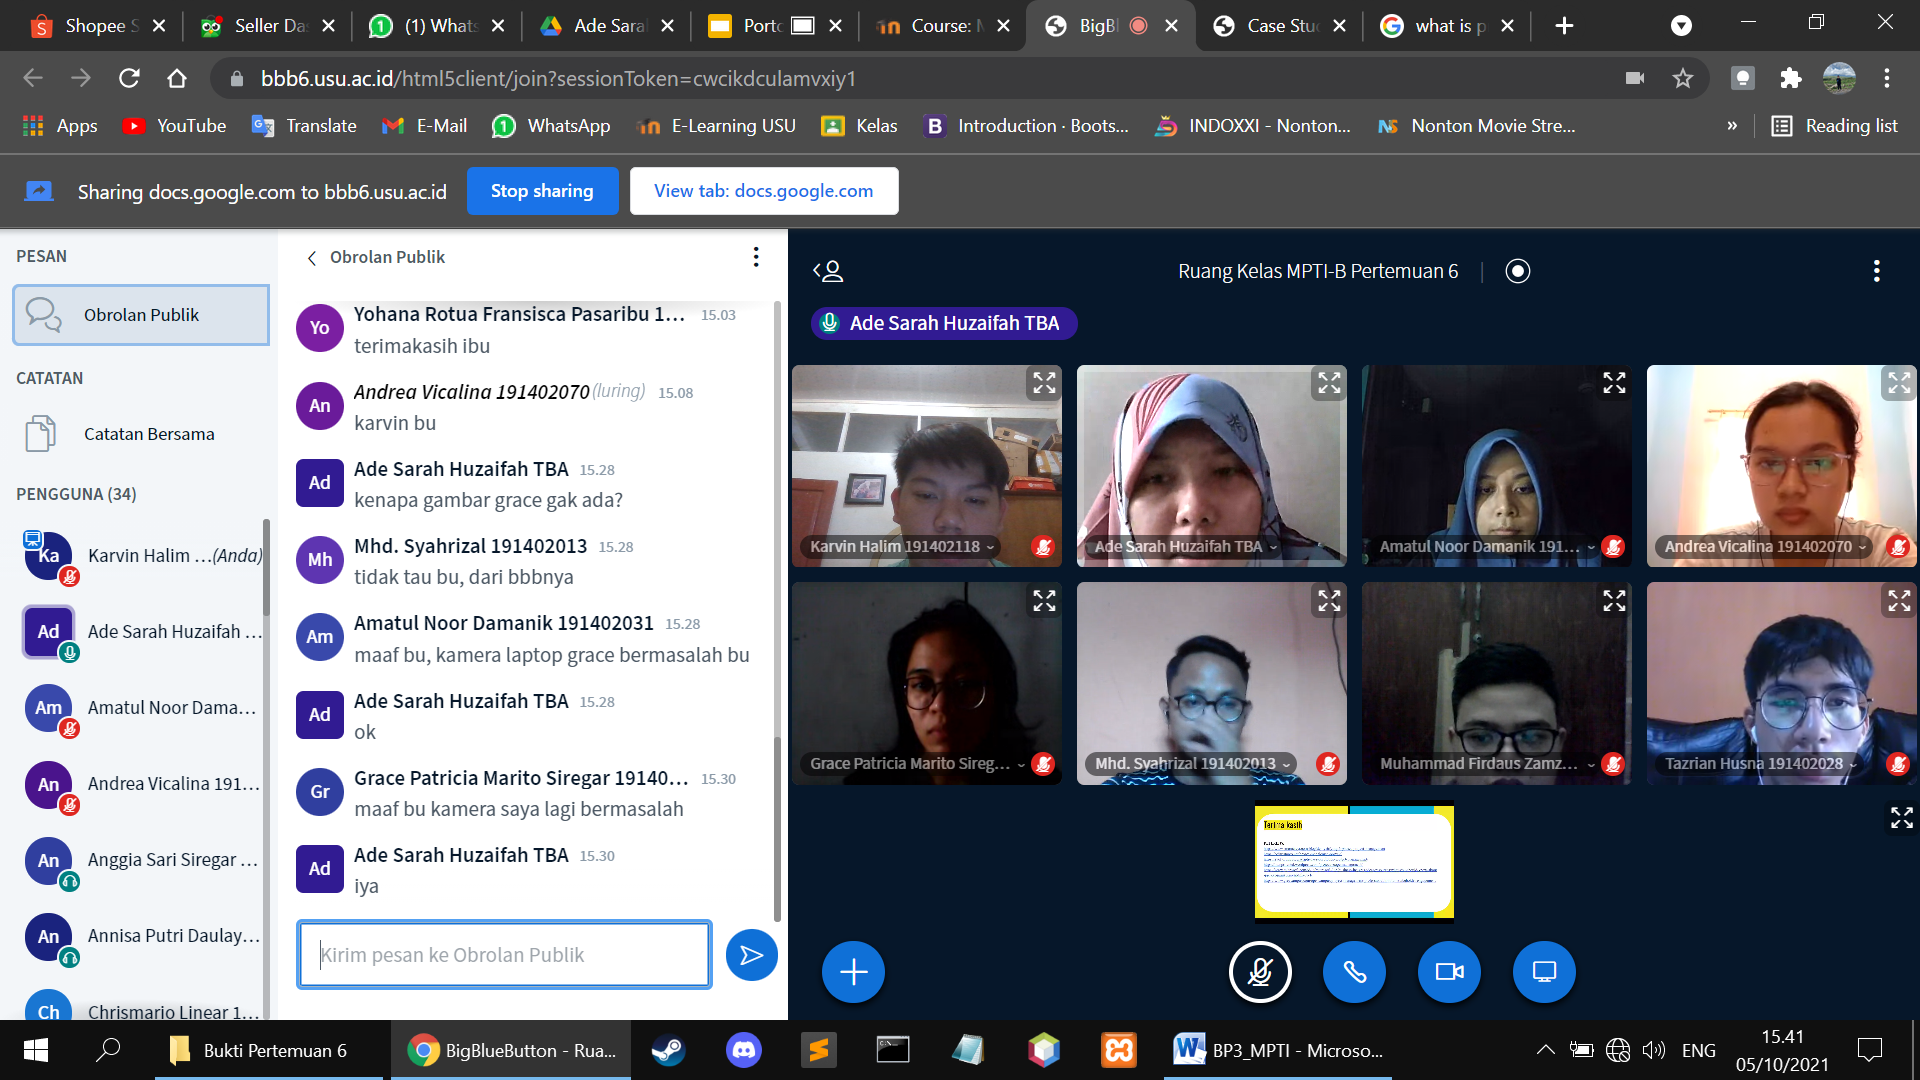 Shopee S
Seller Das
(1) Whats
Ade Sarah
Porto
Course: M
BigBl
Case Stud
what is p
bbb6.usu.ac.id/html5client/join?sessionToken=cwcikdculamvxiy1
Apps
YouTube
Translate
E-Mail
WhatsApp
E-Learning USU
Kelas
Introduction · Boots...
INDOXXI - Nonton...
Nonton Movie Stre...
»
Reading list
Sharing docs.google.com to bbb6.usu.ac.id
Stop sharing
View tab: docs.google.com
PESAN
Obrolan Publik
CATATAN
Catatan Bersama
PENGGUNA (34)
Ka
Karvin Halim ...(Anda)
Ad
Ade Sarah Huzaifah ...
Am
Amatul Noor Dama...
An
Andrea Vicalina 191...
An
Anggia Sari Siregar ...
An
Annisa Putri Daulay...
Ch
Chrismario Linear 1...
Obrolan Publik
Yo
Yohana Rotua Fransisca Pasaribu 1... 15.03
terimakasih ibu
An
Andrea Vicalina 191402070 (luring) 15.08
karvin bu
Ad
Ade Sarah Huzaifah TBA 15.28
kenapa gambar grace gak ada?
Mh
Mhd. Syahrizal 191402013 15.28
tidak tau bu, dari bbbnya
Am
Amatul Noor Damanik 191402031 15.28
maaf bu, kamera laptop grace bermasalah bu
Ad
Ade Sarah Huzaifah TBA 15.28
ok
Gr
Grace Patricia Marito Siregar 19140... 15.30
maaf bu kamera saya lagi bermasalah
Ad
Ade Sarah Huzaifah TBA 15.30
iya
Kirim pesan ke Obrolan Publik
Ruang Kelas MPTI-B Pertemuan 6
Ade Sarah Huzaifah TBA
Karvin Halim 191402118
Ade Sarah Huzaifah TBA
Amatul Noor Damanik 191...
Andrea Vicalina 191402070
Grace Patricia Marito Sireg...
Mhd. Syahrizal 191402013
Muhammad Firdaus Zamz...
Tazrian Husna 191402028
Terima kasih
Bukti Pertemuan 6
BigBlueButton - Rua...
BP3_MPTI - Microso...
ENG
15.41
05/10/2021